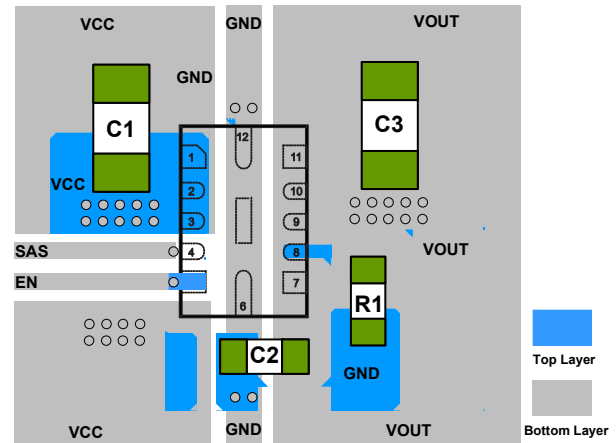 VCC GND VOUT
GND
C1 C3
12
1 11
VCC 2 10
3 9
VOUT
SAS 4 8
EN 7
6 R1
C2
GND
Top Layer
VCC GND VOUT
Bottom Layer